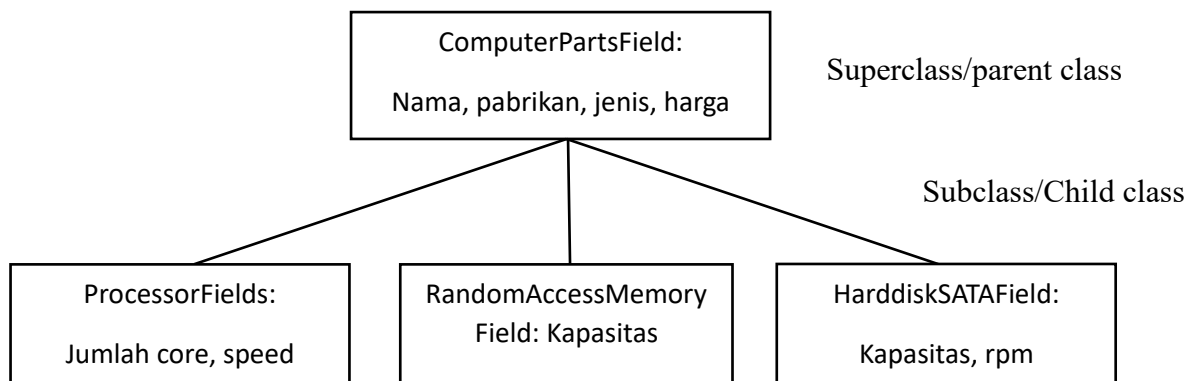 ComputerPartsField:
Nama, pabrikan, jenis, harga
Superclass/parent class
Subclass/Child class
ProcessorFields:
Jumlah core, speed
RandomAccessMemory
Field: Kapasitas
HarddiskSATAField:
Kapasitas, rpm